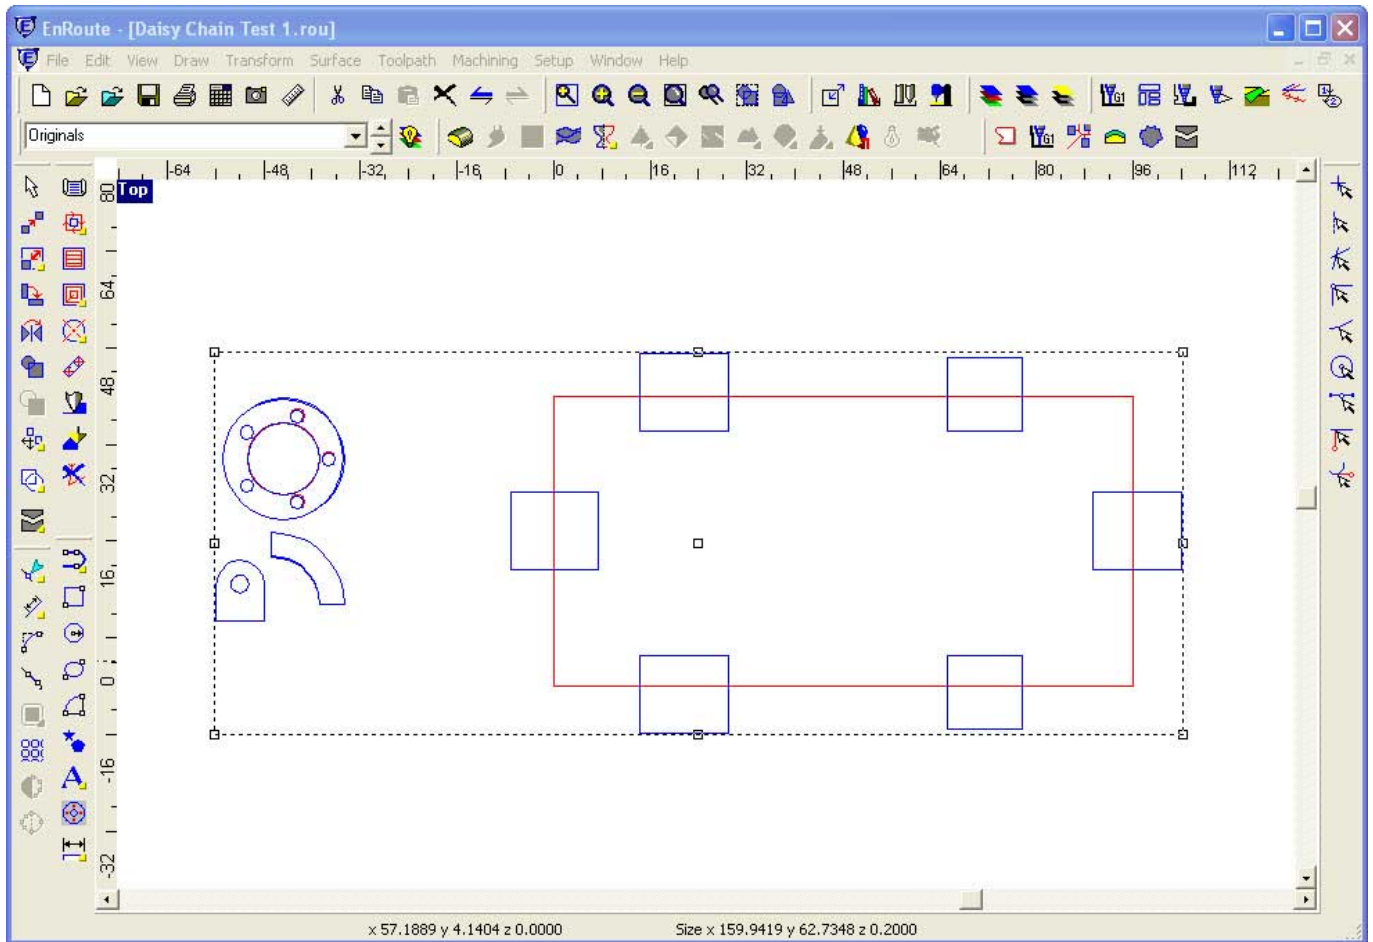 EnRoute - [Daisy Chain Test 1.rou]
File Edit View Draw Transform Surface Toolpath Machining Setup Window Help
Originals
-64 -48 -32 -16 0 16 32 48 64 80 96 112
Top
80
64
48
32
16
0
-16
-32
x 57.1889 y 4.1404 z 0.0000 Size x 159.9419 y 62.7348 z 0.2000